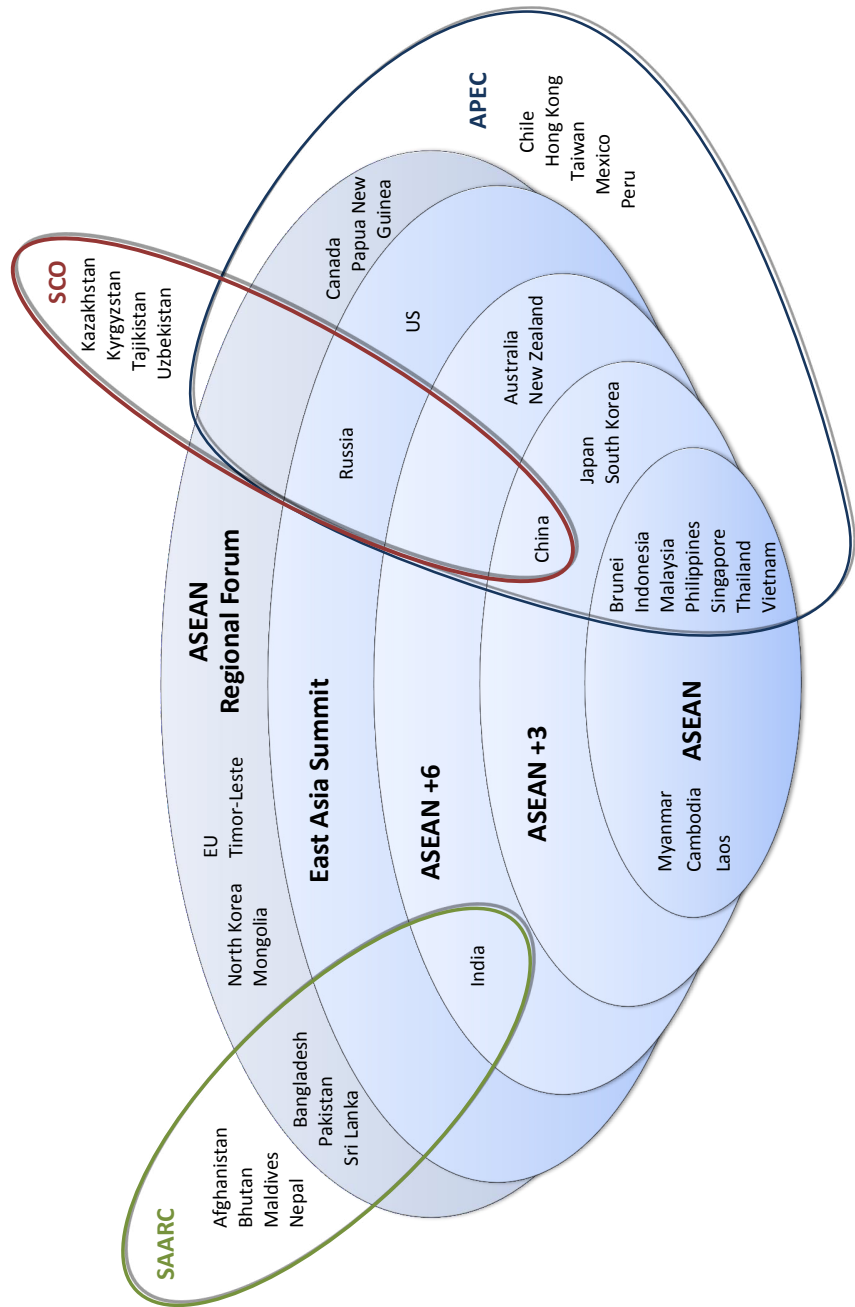 SAARC
Afghanistan
Bhutan
Maldives
Nepal
Bangladesh
Pakistan
Sri Lanka
India
North Korea
Mongolia
EU
Timor-Leste
ASEAN
Regional Forum
East Asia Summit
ASEAN +6
ASEAN +3
ASEAN
Myanmar
Cambodia
Laos
Brunei
Indonesia
Malaysia
Philippines
Singapore
Thailand
Vietnam
SCO
Kazakhstan
Kyrgyzstan
Tajikistan
Uzbekistan
Russia
China
Japan
South Korea
Australia
New Zealand
US
Canada
Papua New
Guinea
APEC
Chile
Hong Kong
Taiwan
Mexico
Peru